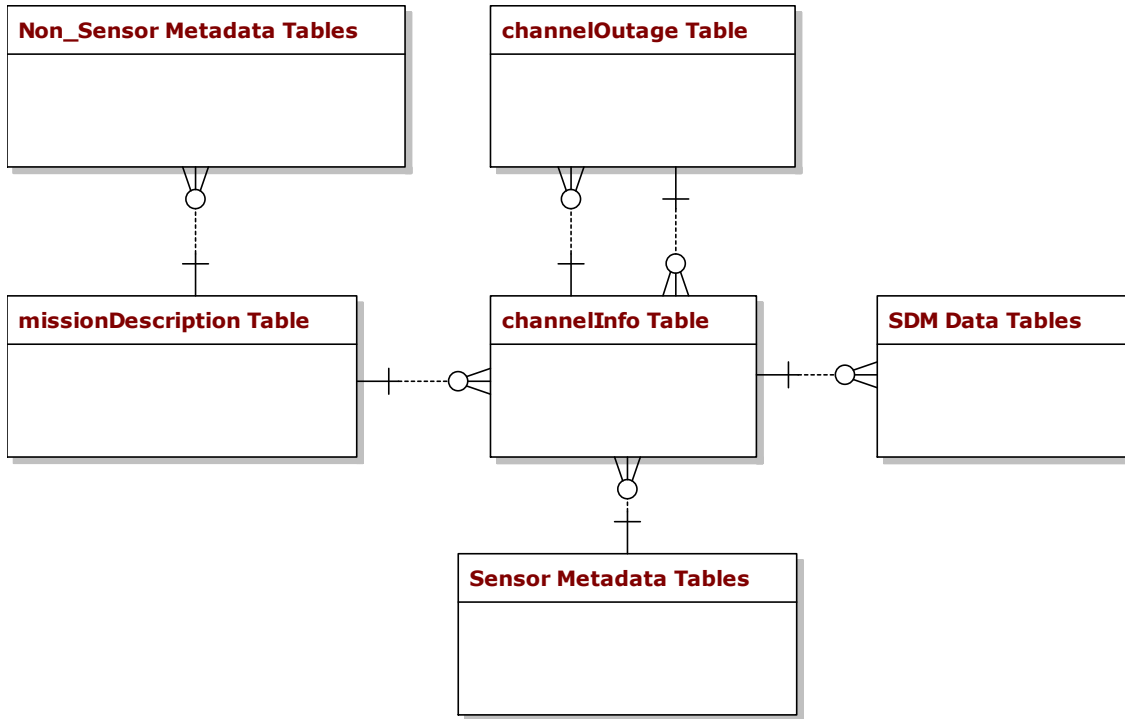 Non_Sensor Metadata Tables
channelOutage Table
missionDescription Table
channelInfo Table
SDM Data Tables
Sensor Metadata Tables